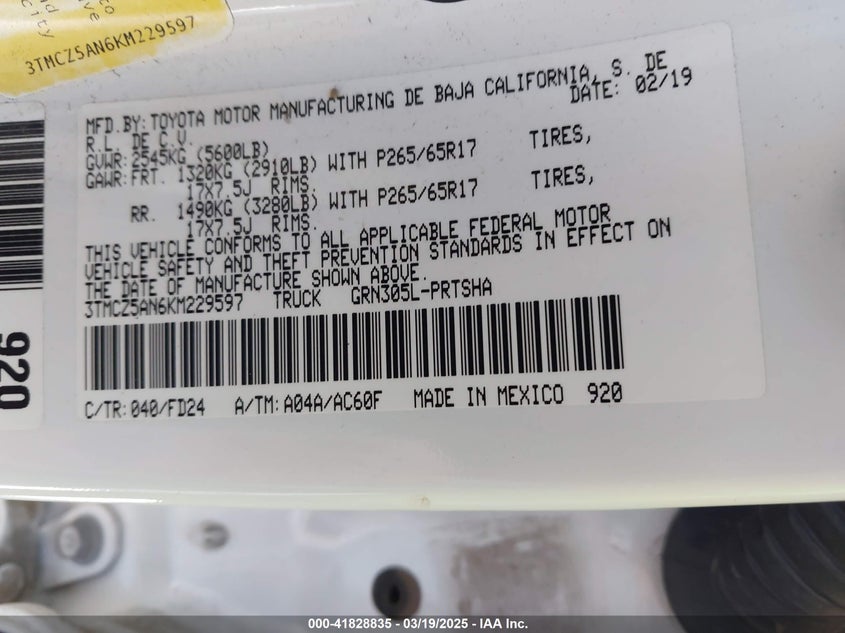 City
3TMCZ5AN6KM229597
MFD.BY:TOYOTA MOTOR MANUFACTURING DE BAJA CALIFORNIA, S. DE
R.L. DE C.V. DATE: 02/19
GVWR:2545KG (5600LB)
GAWR:FRT. 1320KG (2910LB) WITH P265/65R17 TIRES,
17X7.5J RIMS.
RR. 1490KG (3280LB) WITH P265/65R17 TIRES,
17X7.5J RIMS.
THIS VEHICLE CONFORMS TO ALL APPLICABLE FEDERAL MOTOR
VEHICLE SAFETY AND THEFT PREVENTION STANDARDS IN EFFECT ON
THE DATE OF MANUFACTURE SHOWN ABOVE.
3TMCZ5AN6KM229597 TRUCK GRN305L-PRTSHA
C/TR:040/FD24 A/TM:A04A/AC60F MADE IN MEXICO 920
920
000-41828835 - 03/19/2025 - IAA Inc.